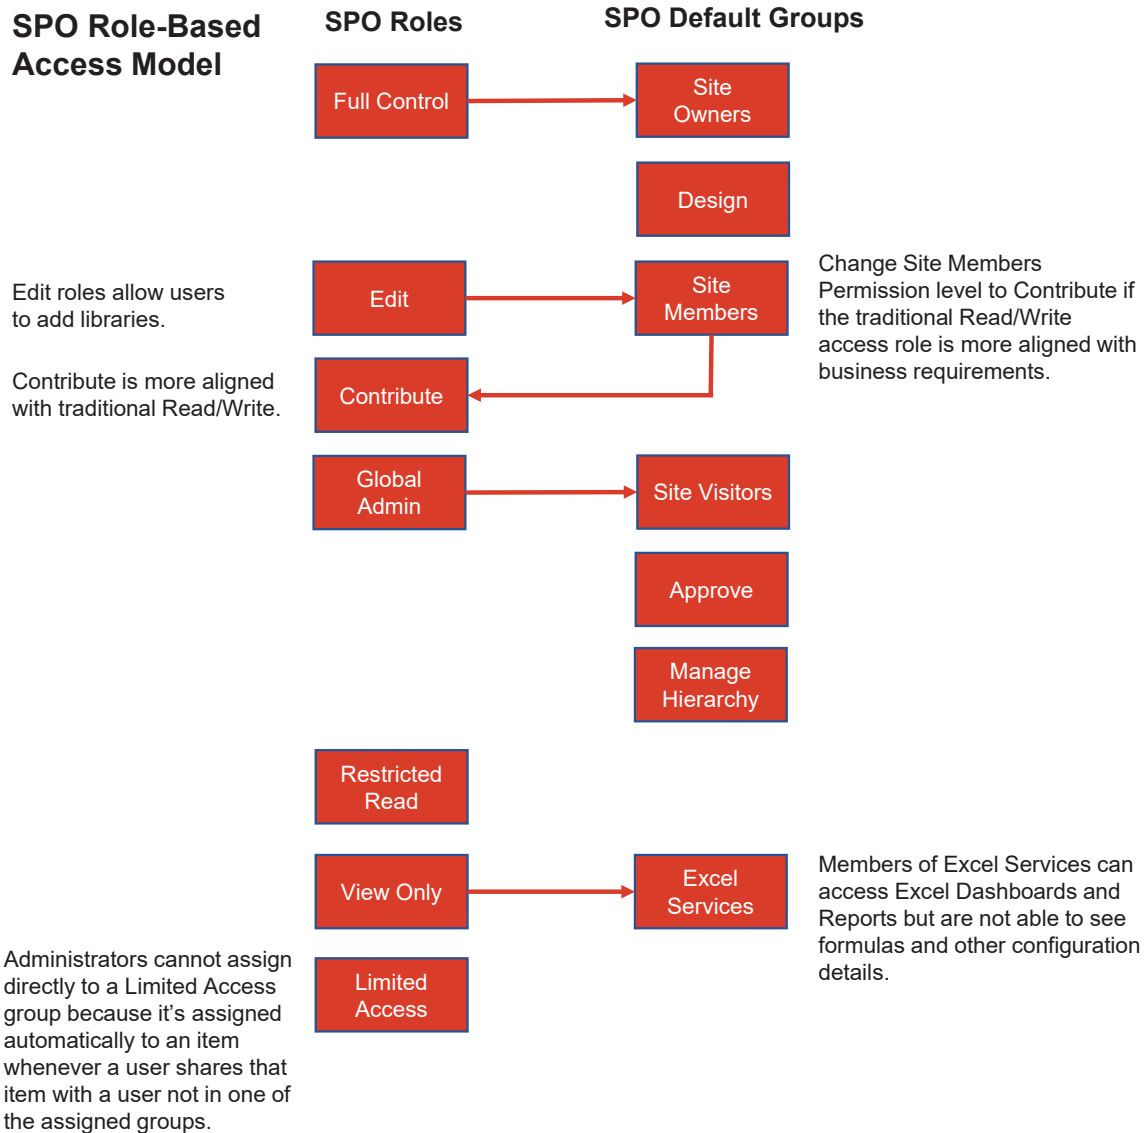 SPO Role-Based
Access Model
SPO Roles
SPO Default Groups
Full Control
Site
Owners
Design
Edit roles allow users
to add libraries.
Edit
Site
Members
Change Site Members
Permission level to Contribute if
the traditional Read/Write
access role is more aligned with
business requirements.
Contribute is more aligned
with traditional Read/Write.
Contribute
Global
Admin
Site Visitors
Approve
Manage
Hierarchy
Restricted
Read
View Only
Excel
Services
Members of Excel Services can
access Excel Dashboards and
Reports but are not able to see
formulas and other configuration
details.
Administrators cannot assign
directly to a Limited Access
group because it’s assigned
automatically to an item
whenever a user shares that
item with a user not in one of
the assigned groups.
Limited
Access